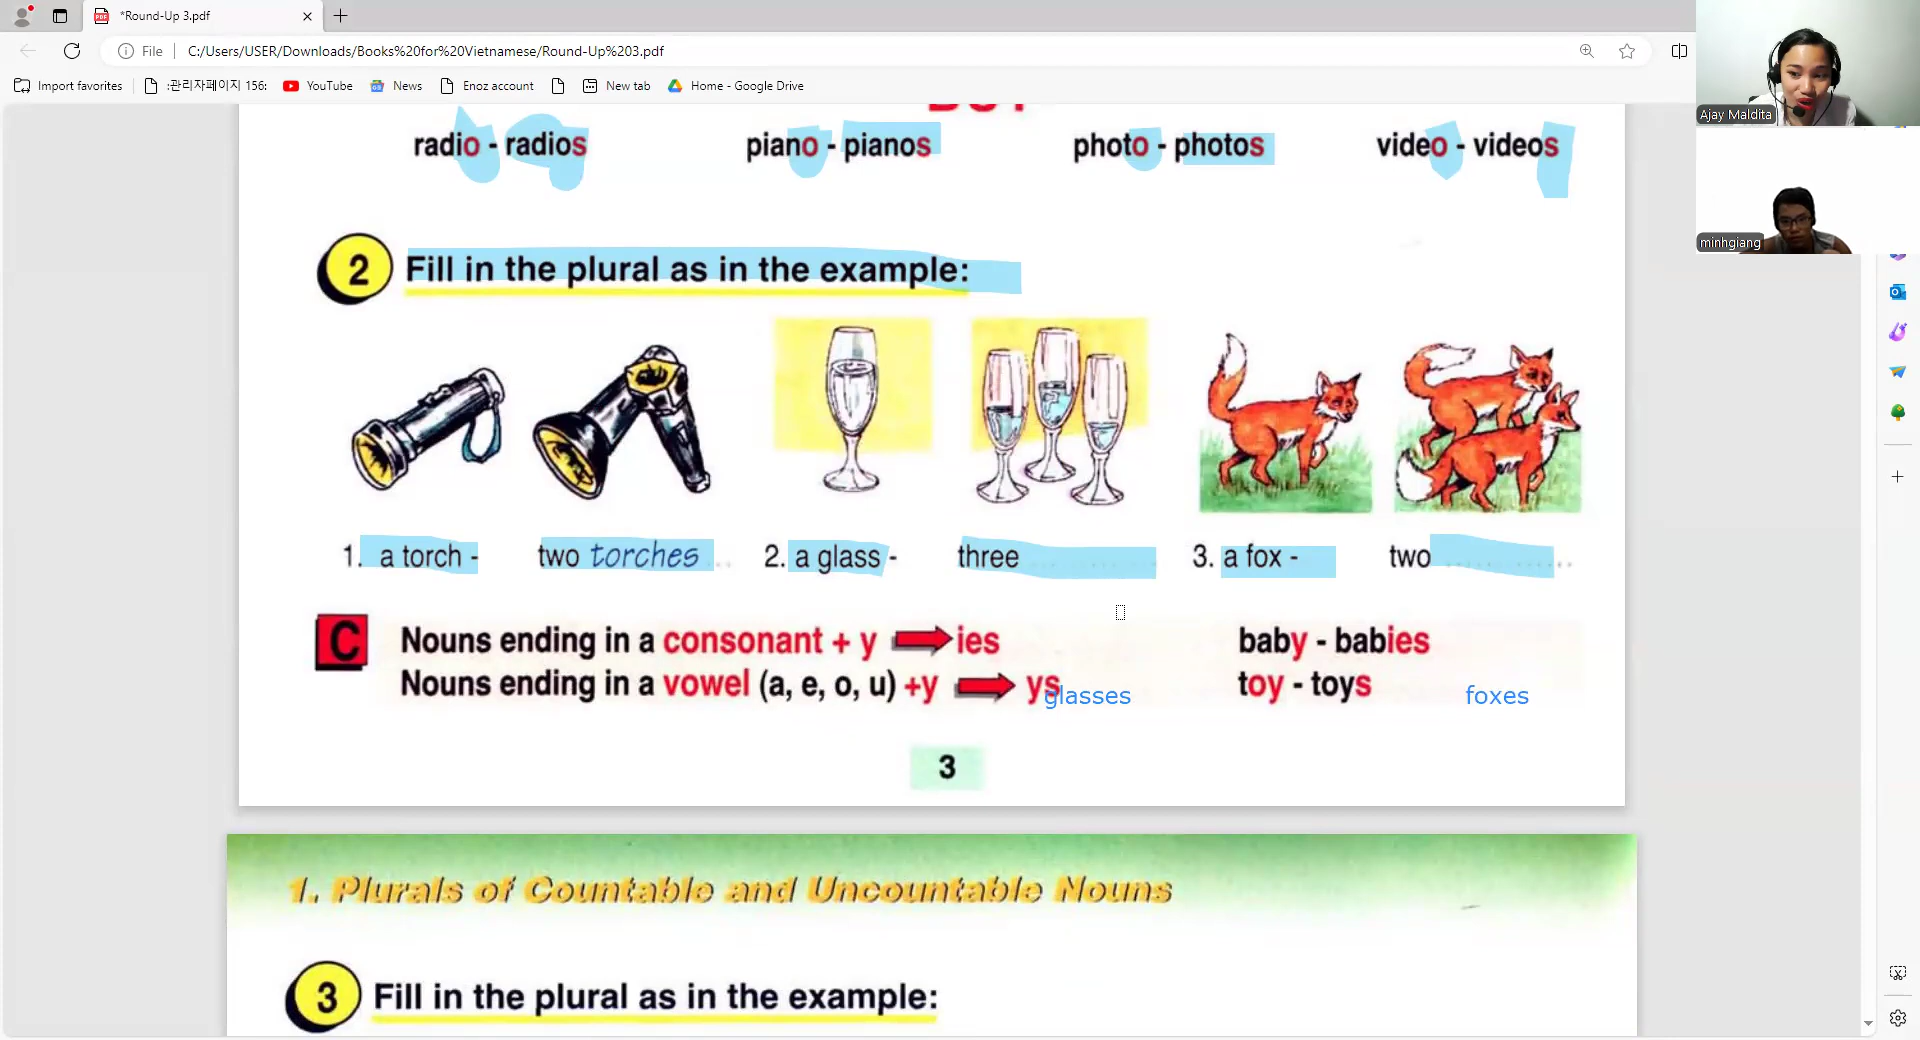 *Round-Up 3.pdf
File C:/Users/USER/Downloads/Books%20for%20Vietnamese/Round-Up%203.pdf
Import favorites :관리자페이지 156: YouTube News Enoz account New tab Home - Google Drive
Ajay Maldita
minhgiang
radio - radios piano - pianos photo - photos video - videos
2 Fill in the plural as in the example:
1. a torch - two torches 2. a glass - three 3. a fox - two
C Nouns ending in a consonant + y ies baby - babies
Nouns ending in a vowel (a, e, o, u) +y ys toy - toys
glasses foxes
3
1. Plurals of Countable and Uncountable Nouns
3 Fill in the plural as in the example: